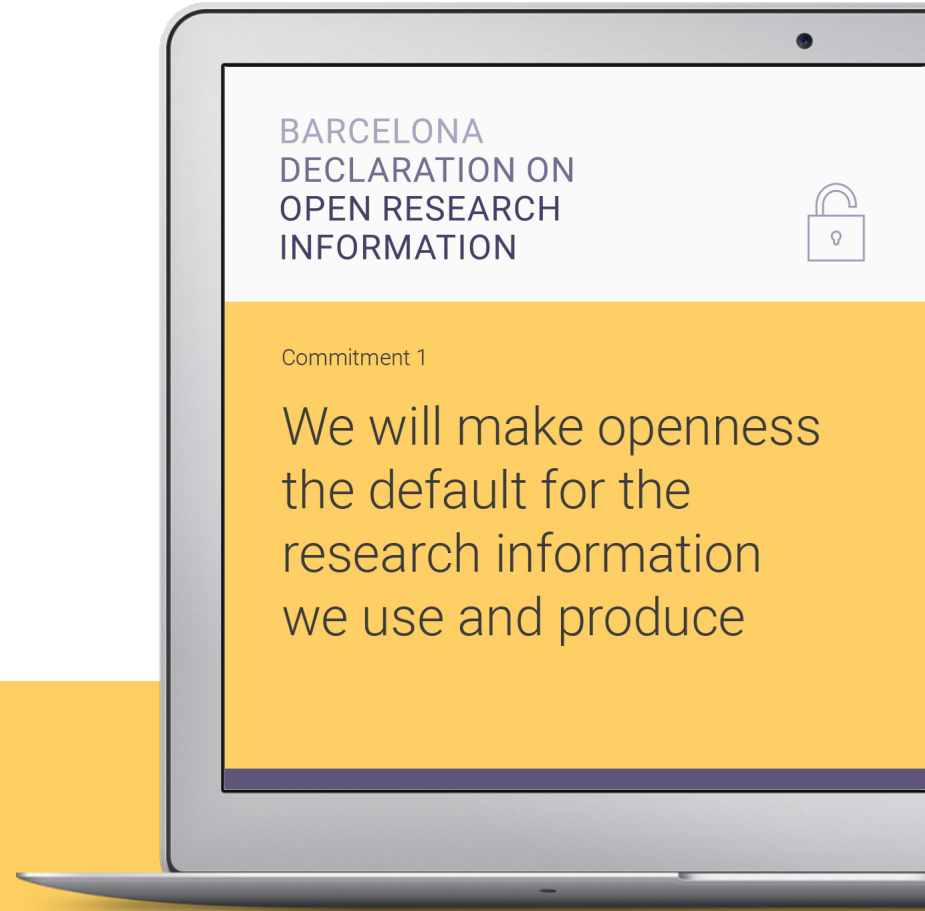 BARCELONA
DECLARATION ON
OPEN RESEARCH
INFORMATION
Commitment 1
We will make openness
the default for the
research information
we use and produce